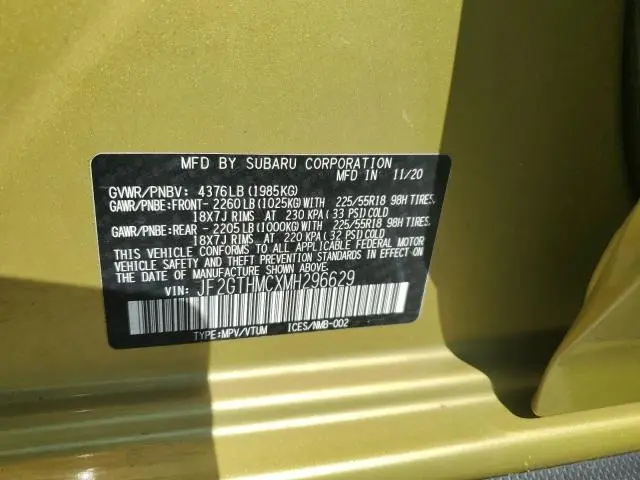 MFD BY SUBARU CORPORATION
MFD IN 11/20
GVWR/PNBV: 4376LB (1985KG)
GAWR/PNBE:FRONT- 2260LB (1025KG) WITH 225/55R18 98H TIRES,
18X7J RIMS AT 230 KPA (33 PSI) COLD
GAWR/PNBE:REAR - 2205LB (1000KG) WITH 225/55R18 98H TIRES,
18X7J RIMS AT 220 KPA (32 PSI) COLD
THIS VEHICLE CONFORMS TO ALL APPLICABLE FEDERAL MOTOR
VEHICLE SAFETY, BUMPER, AND THEFT PREVENTION STANDARDS IN EFFECT ON
THE DATE OF MANUFACTURE SHOWN ABOVE.
VIN: JF2GTHMCXMH296629
TYPE:MPV/VTUM ICES/NMB-002